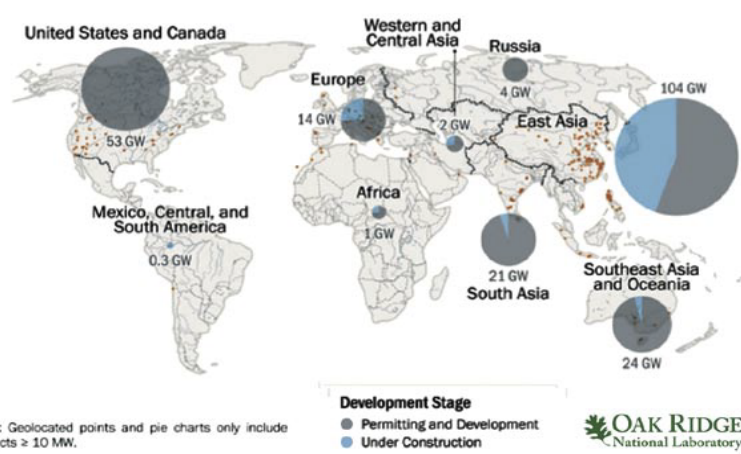 United States and Canada
53 GW
Western and
Central Asia
2 GW
Russia
4 GW
Europe
14 GW
East Asia
104 GW
Africa
1 GW
Mexico, Central, and
South America
0.3 GW
21 GW
South Asia
Southeast Asia
and Oceania
24 GW
Development Stage
Permitting and Development
Under Construction
: Geolocated points and pie charts only include
cts ≥ 10 MW.
OAK RIDGE
National Laboratory